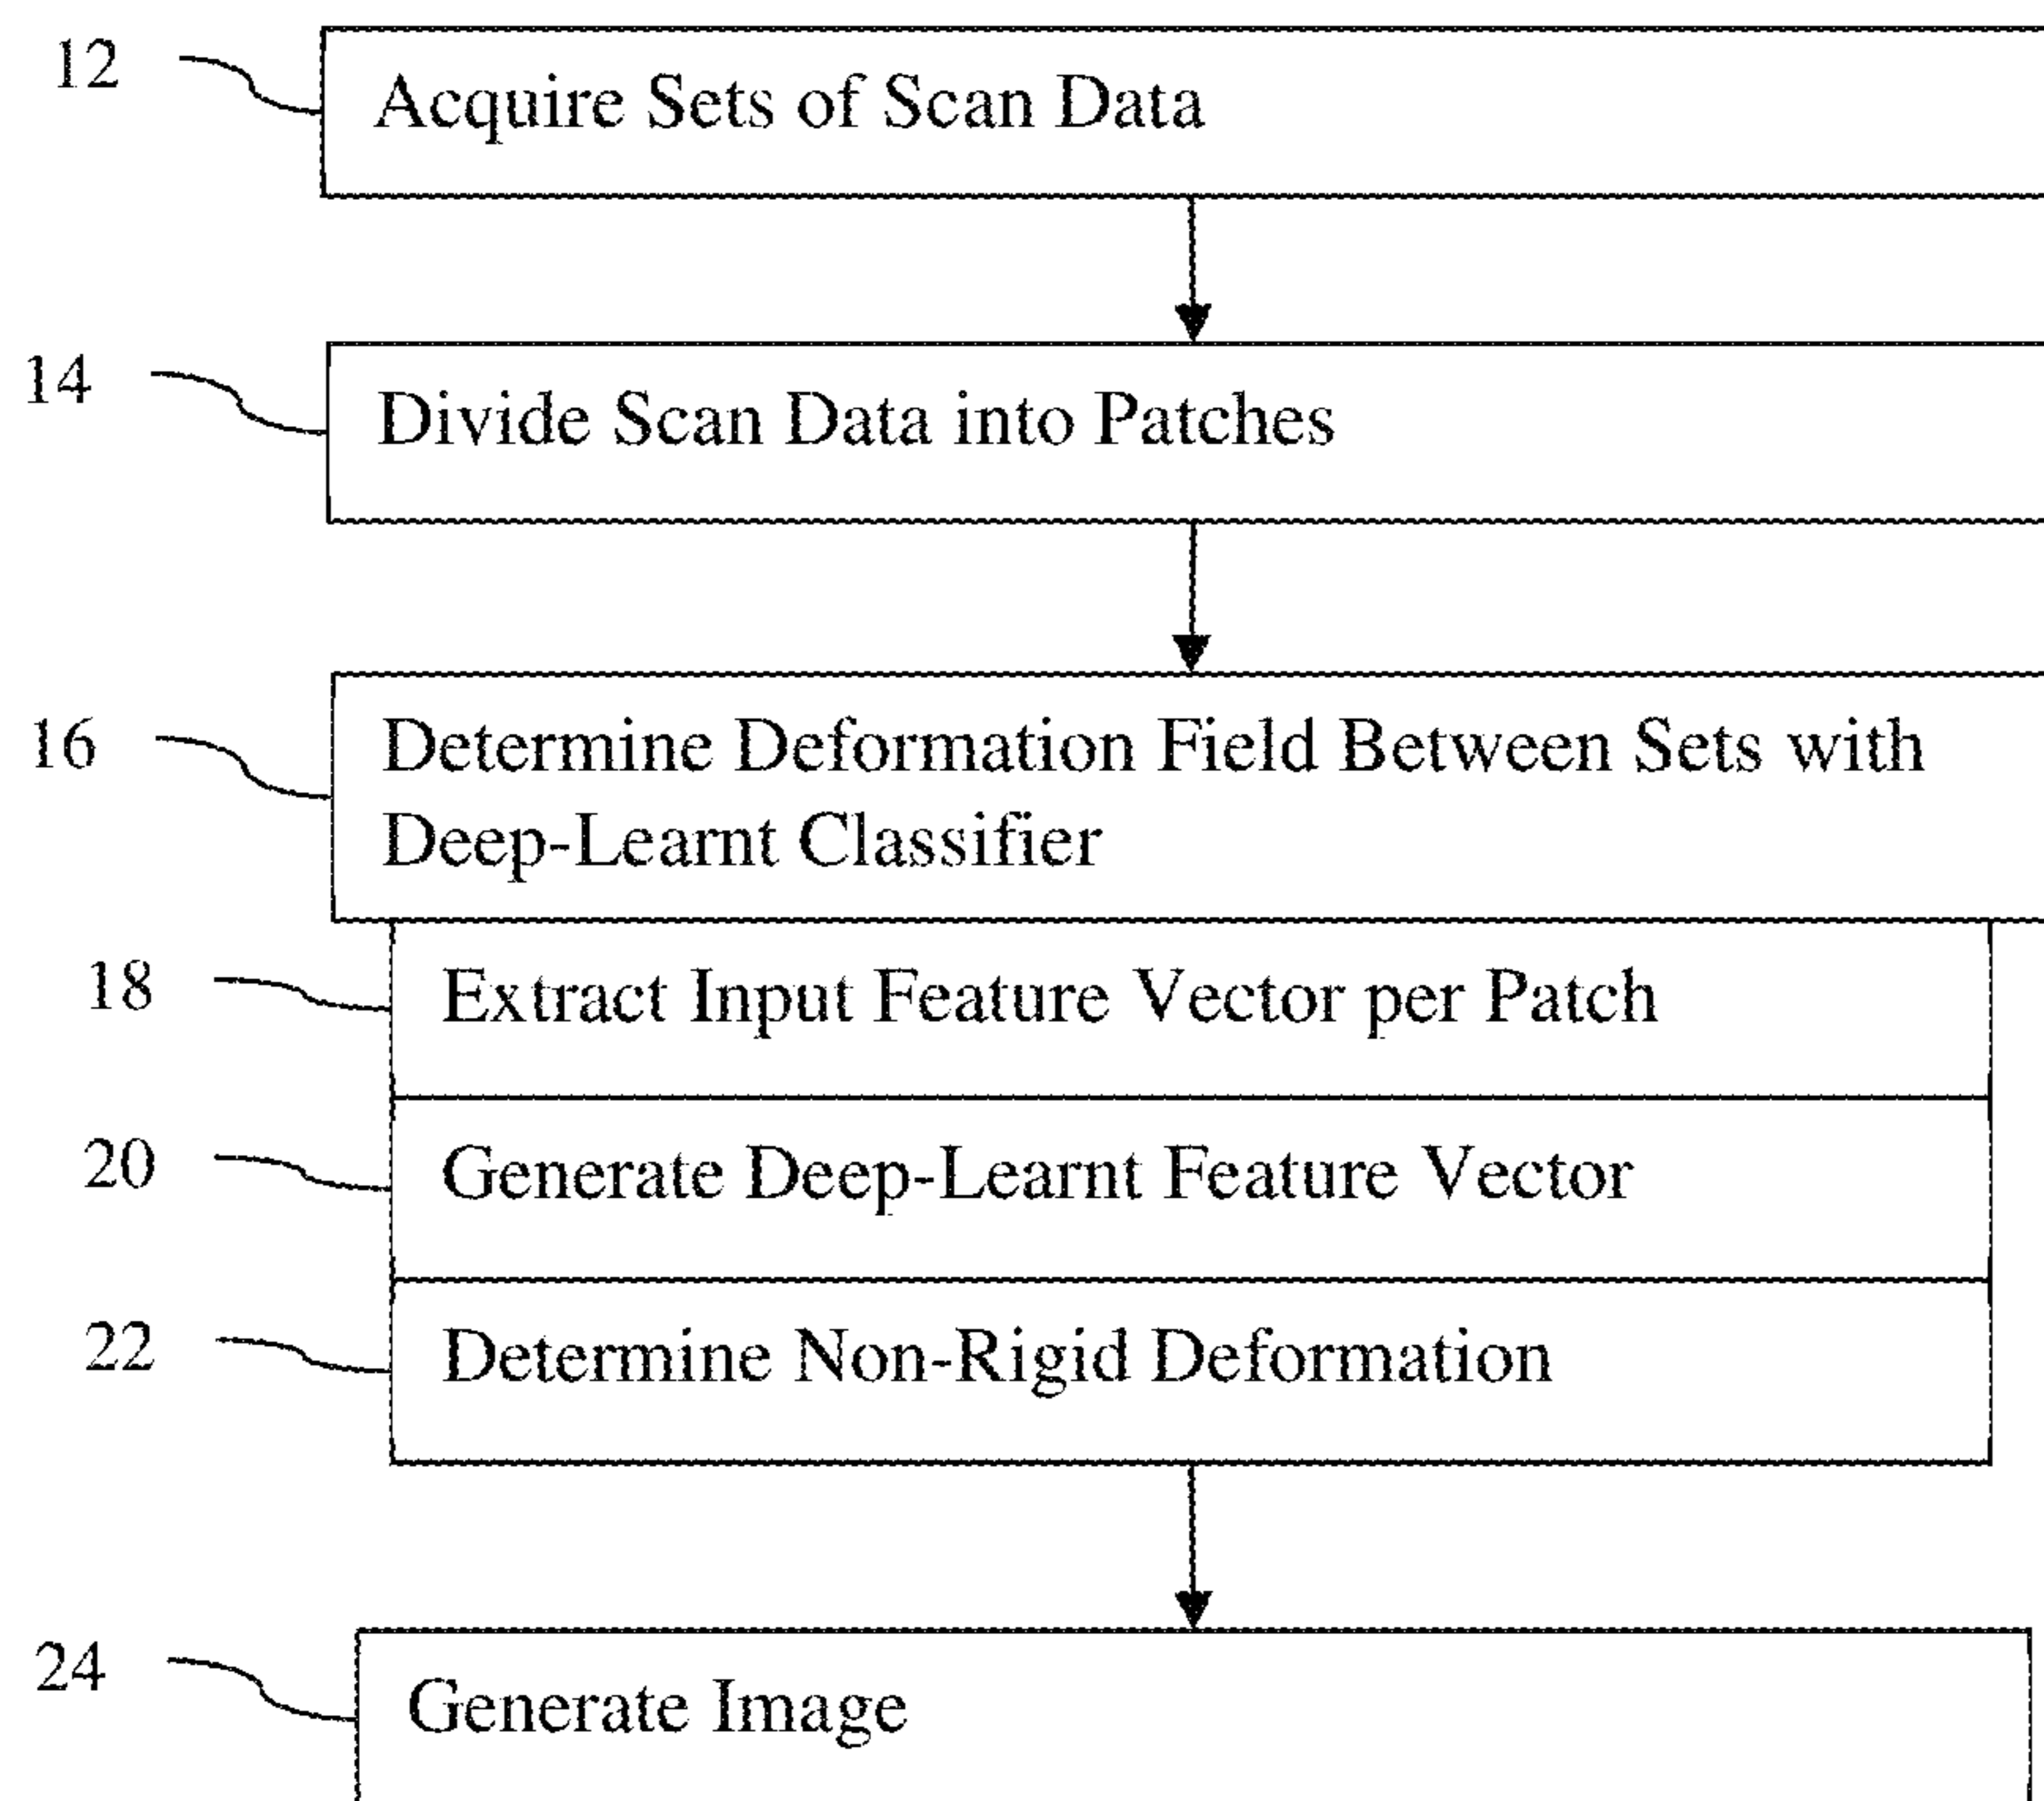 12
Acquire Sets of Scan Data
14
Divide Scan Data into Patches
16
Determine Deformation Field Between Sets with
Deep-Learnt Classifier
18
Extract Input Feature Vector per Patch
20
Generate Deep-Learnt Feature Vector
22
Determine Non-Rigid Deformation
24
Generate Image